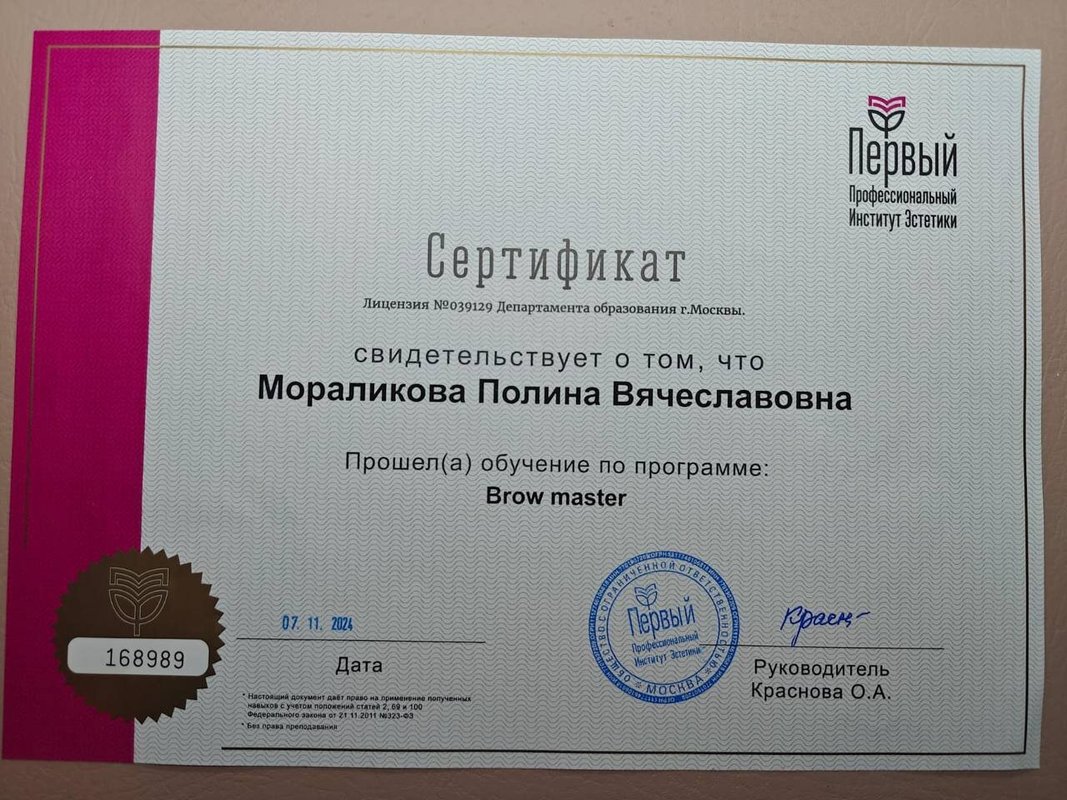 Первый
Профессиональный
Институт Эстетики
Сертификат
Лицензия №039129 Департамента образования г.Москвы.
свидетельствует о том, что
Мораликова Полина Вячеславовна
Прошел(а) обучение по программе:
Brow master
07. 11. 2024
Дата
168989
* Настоящий документ даёт право на применение полученных
навыков с учетом положений статей 2, 69 и 100
Федерального закона от 21.11.2011 №323-ФЗ
* Без права преподавания
ОБЩЕСТВО С ОГРАНИЧЕННОЙ ОТВЕТСТВЕННОСТЬЮ
Первый
Профессиональный
Институт Эстетики
* МОСКВА *
Руководитель
Краснова О.А.